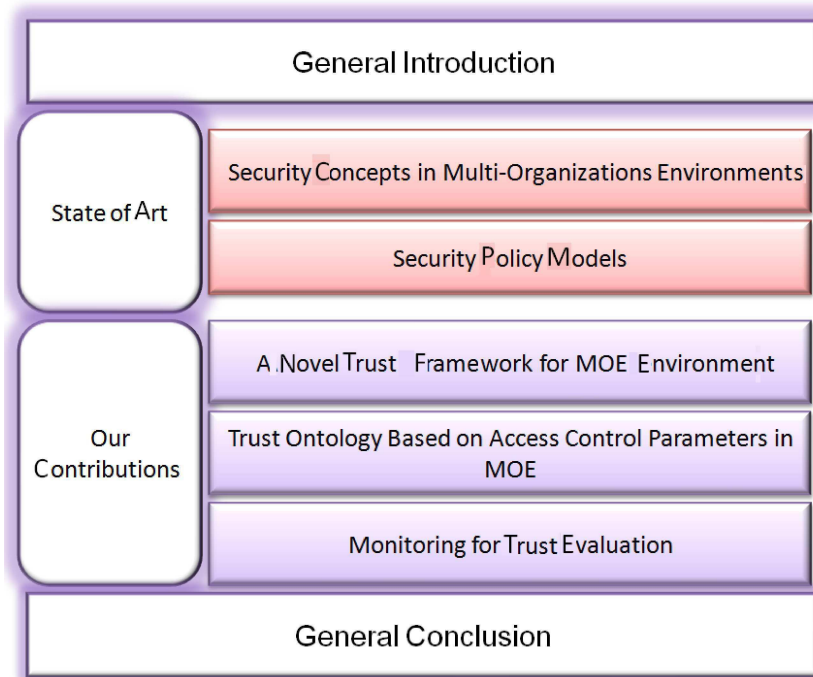 General Introduction
State of Art
Security Concepts in Multi-Organizations Environments
Security Policy Models
Our
Contributions
A Novel Trust Framework for MOE Environment
Trust Ontology Based on Access Control Parameters in
MOE
Monitoring for Trust Evaluation
General Conclusion